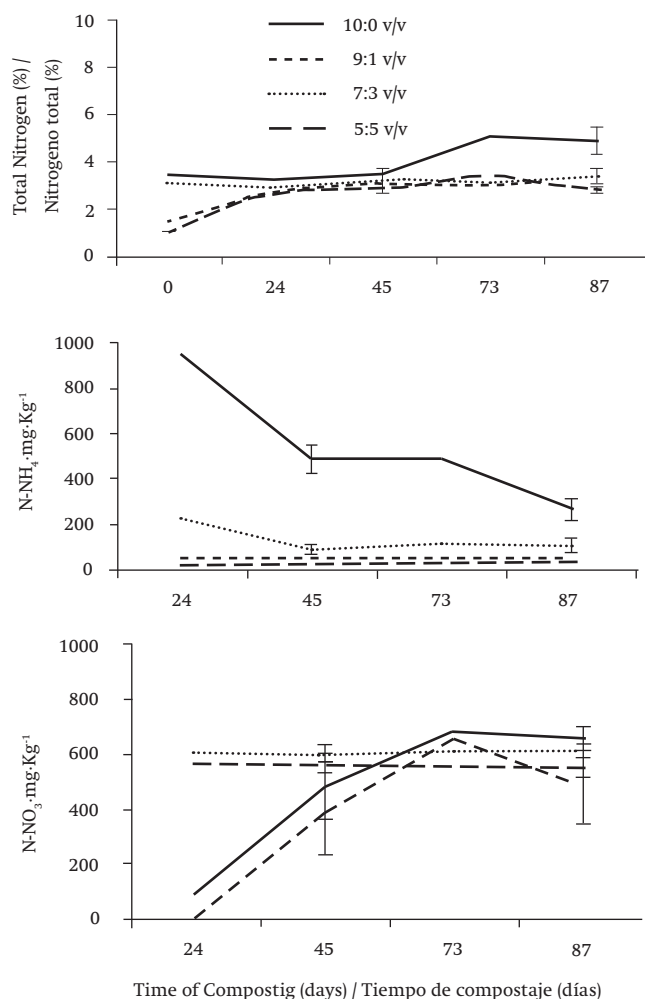 Total Nitrogen (%) /
Nitrogeno total (%)
10
8
6
4
2
0
10:0 v/v
9:1 v/v
7:3 v/v
5:5 v/v
0 24 45 73 87
N-NH₄·mg·Kg⁻¹
1000
800
600
400
200
0
24 45 73 87
N-NO₃·mg·Kg⁻¹
1000
800
600
400
200
0
24 45 73 87
Time of Compostig (days) / Tiempo de compostaje (días)